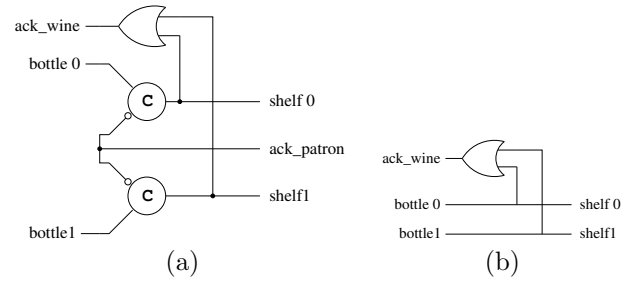 ack_wine
bottle 0
C
shelf 0
ack_patron
C
shelf1
bottle1
(a)
ack_wine
bottle 0
shelf 0
bottle1
shelf1
(b)